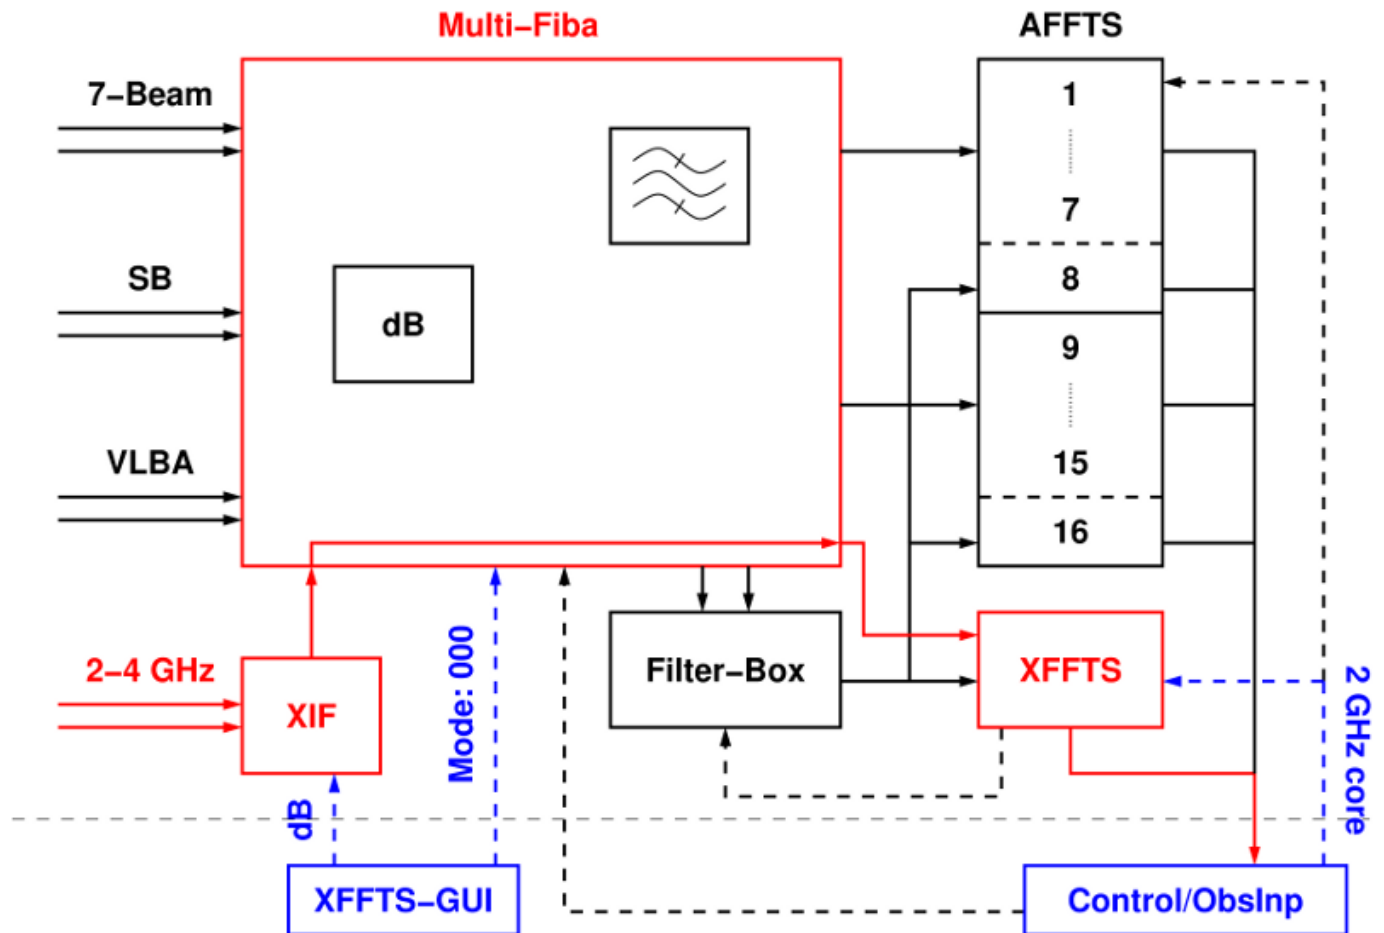 Multi−Fiba
AFFTS
7−Beam
1
7
SB
8
dB
9
VLBA
15
16
2−4 GHz
XIF
Mode: 000
Filter−Box
XFFTS
2 GHz core
dB
XFFTS−GUI
Control/ObsInp